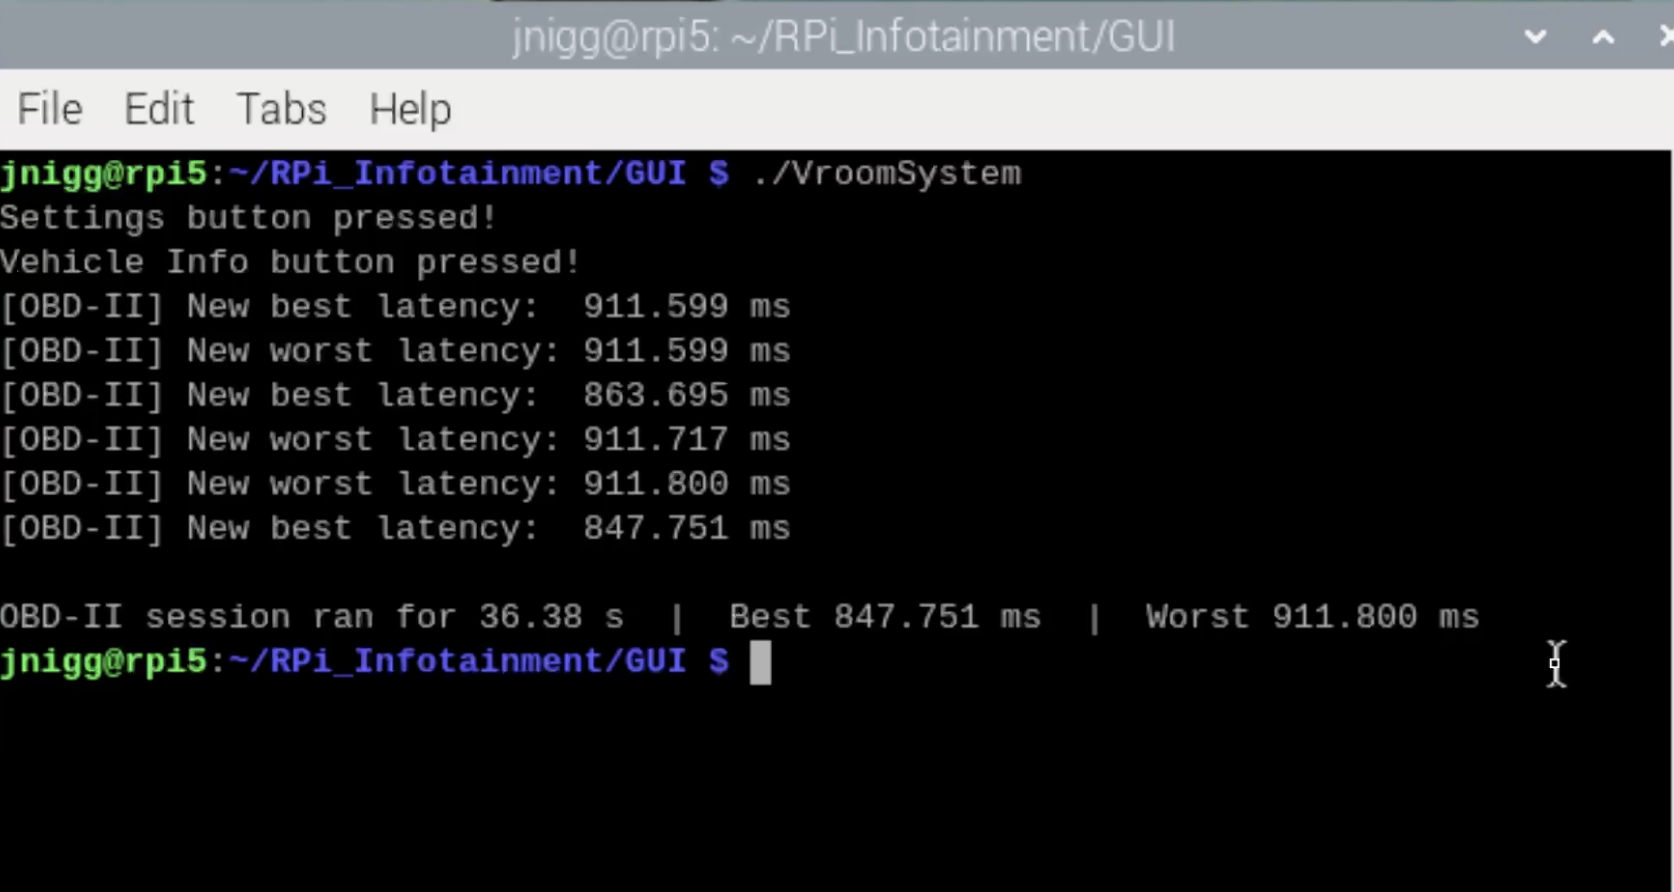 jnigg@rpi5: ~/RPi_Infotainment/GUI
File Edit Tabs Help
jnigg@rpi5:~/RPi_Infotainment/GUI $ ./VroomSystem
Settings button pressed!
Vehicle Info button pressed!
[OBD-II] New best latency:  911.599 ms
[OBD-II] New worst latency: 911.599 ms
[OBD-II] New best latency:  863.695 ms
[OBD-II] New worst latency: 911.717 ms
[OBD-II] New worst latency: 911.800 ms
[OBD-II] New best latency:  847.751 ms
OBD-II session ran for 36.38 s  |  Best 847.751 ms  |  Worst 911.800 ms
jnigg@rpi5:~/RPi_Infotainment/GUI $